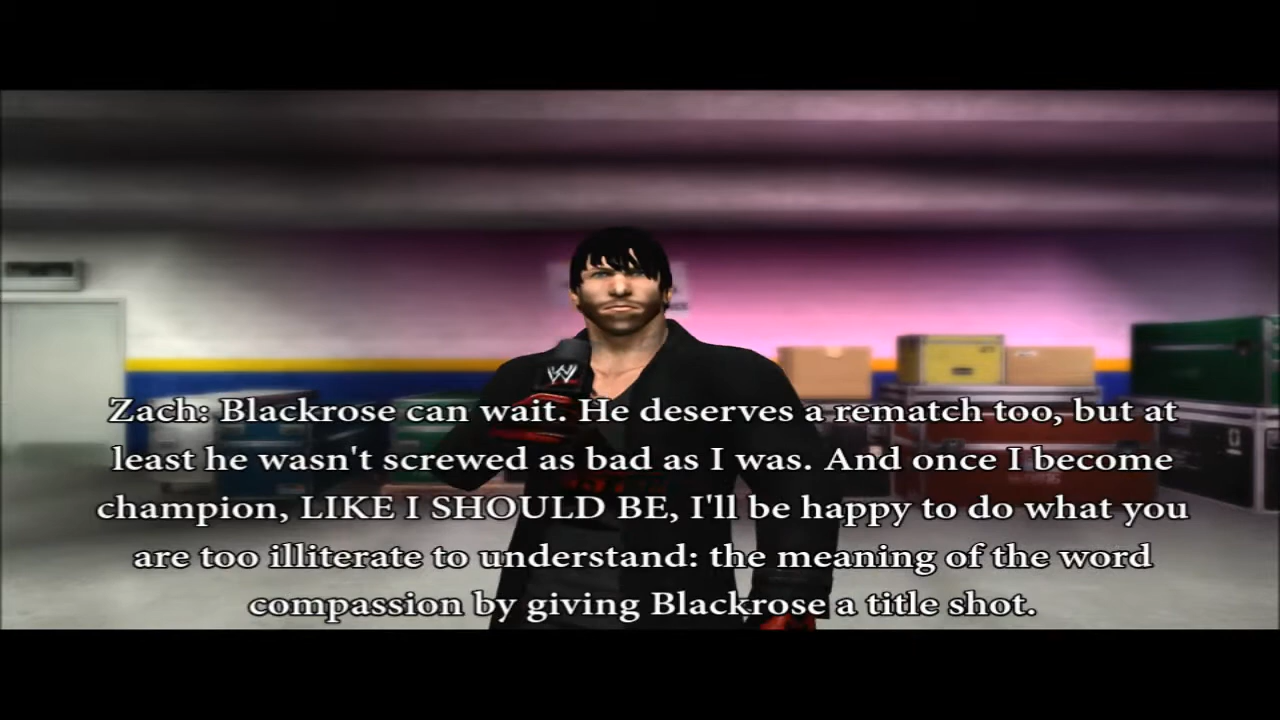 W
Zach: Blackrose can wait. He deserves a rematch too, but at
least he wasn't screwed as bad as I was. And once I become
champion, LIKE I SHOULD BE, I'll be happy to do what you
are too illiterate to understand: the meaning of the word
compassion by giving Blackrose a title shot.